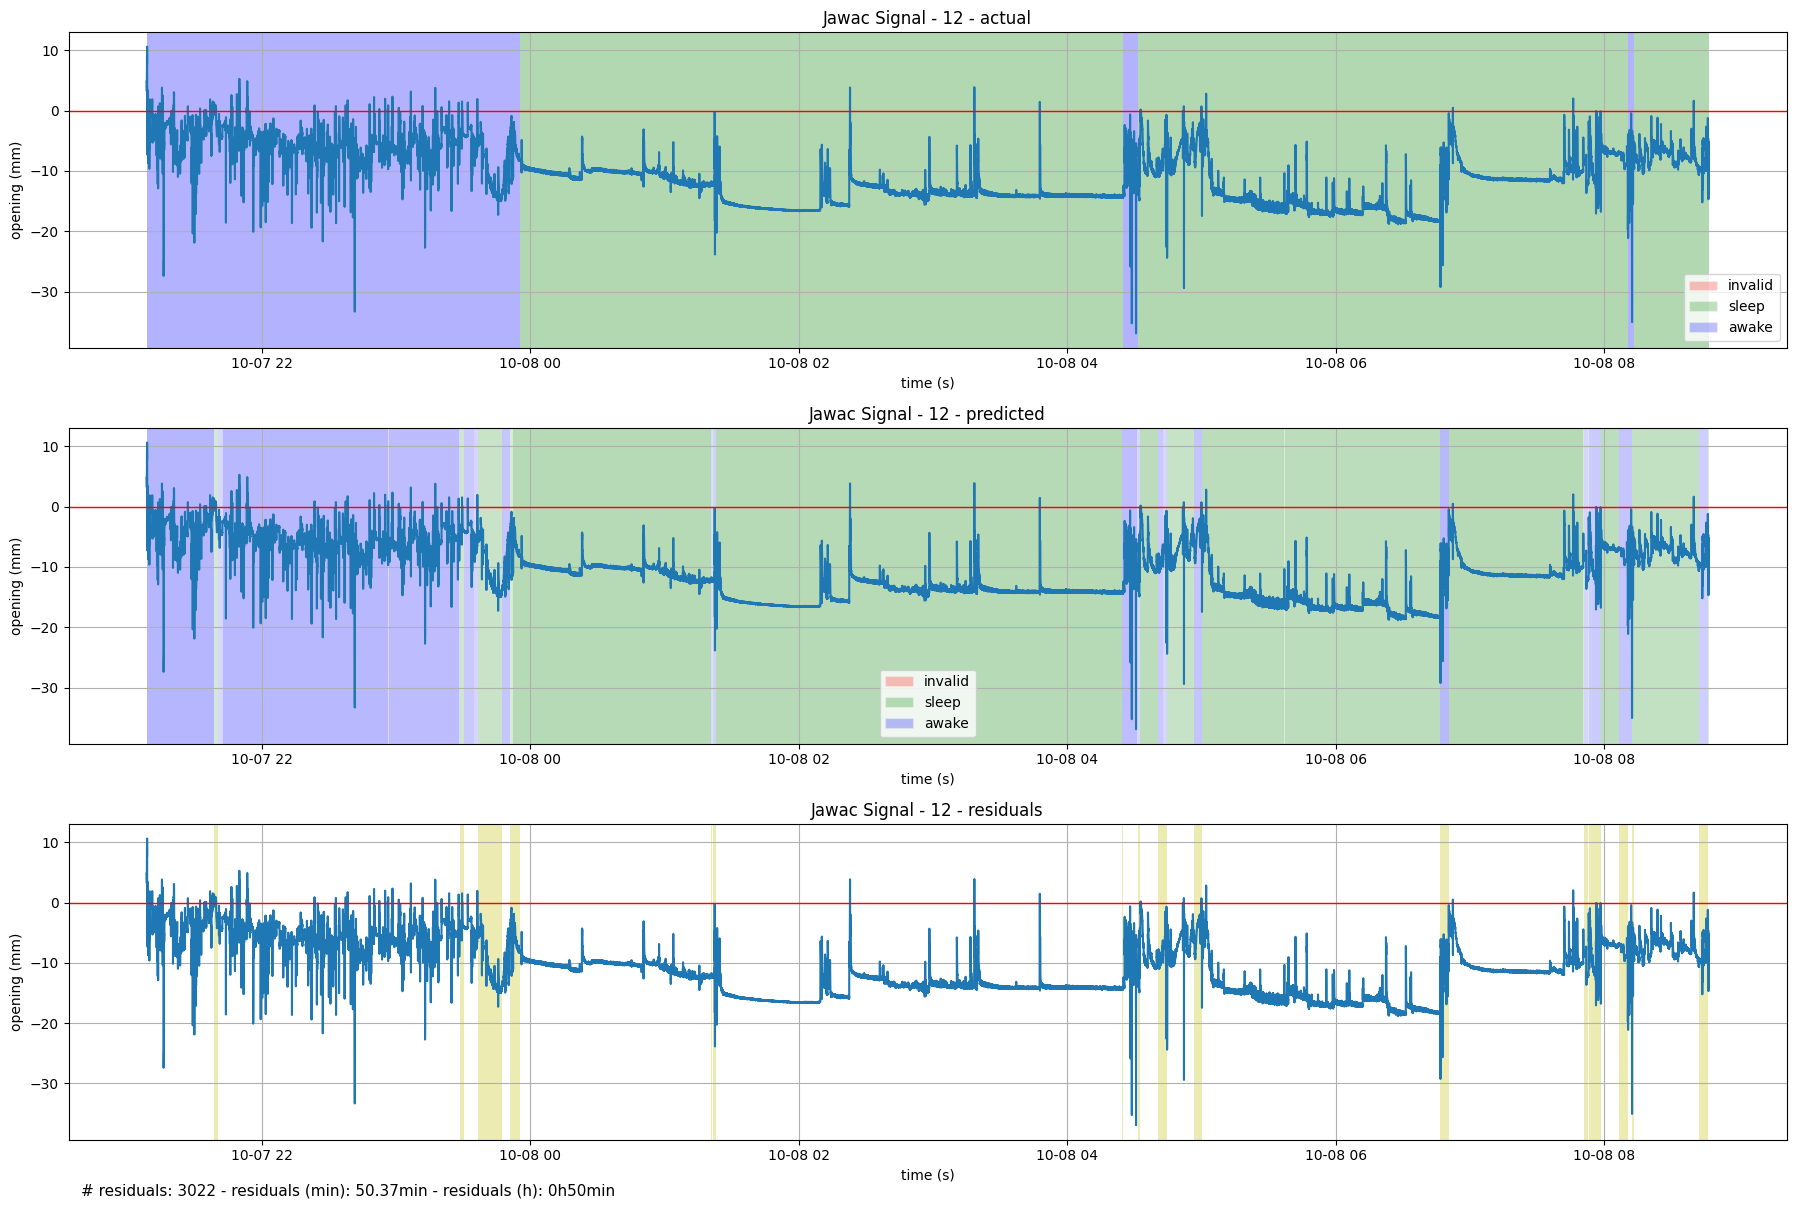 Jawac Signal - 12 - actual
10
0
−10
−20
−30
opening (mm)
invalid
sleep
awake
10-07 22
10-08 00
10-08 02
10-08 04
10-08 06
10-08 08
time (s)
Jawac Signal - 12 - predicted
10
0
−10
−20
−30
opening (mm)
invalid
sleep
awake
10-07 22
10-08 00
10-08 02
10-08 04
10-08 06
10-08 08
time (s)
Jawac Signal - 12 - residuals
10
0
−10
−20
−30
opening (mm)
10-07 22
10-08 00
10-08 02
10-08 04
10-08 06
10-08 08
time (s)
# residuals: 3022 - residuals (min): 50.37min - residuals (h): 0h50min